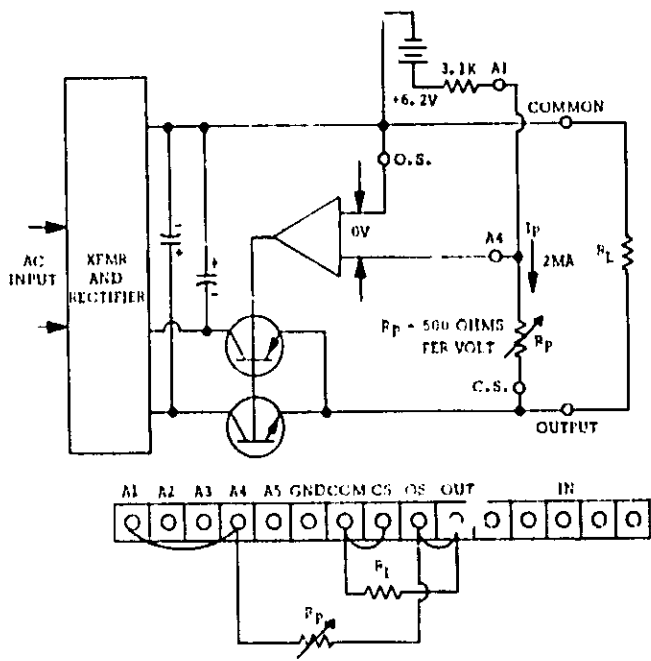 3.1K A1
+6.2V
COMMON
O.S.
0V
AC
INPUT
XFMR
AND
RECTIFIER
A4
Ip
2MA
RL
Rp - 500 OHMS
PER VOLT
Rp
C.S.
OUTPUT
A1 A2 A3 A4 A5 GND COM CS OS OUT IN
RL
Rp